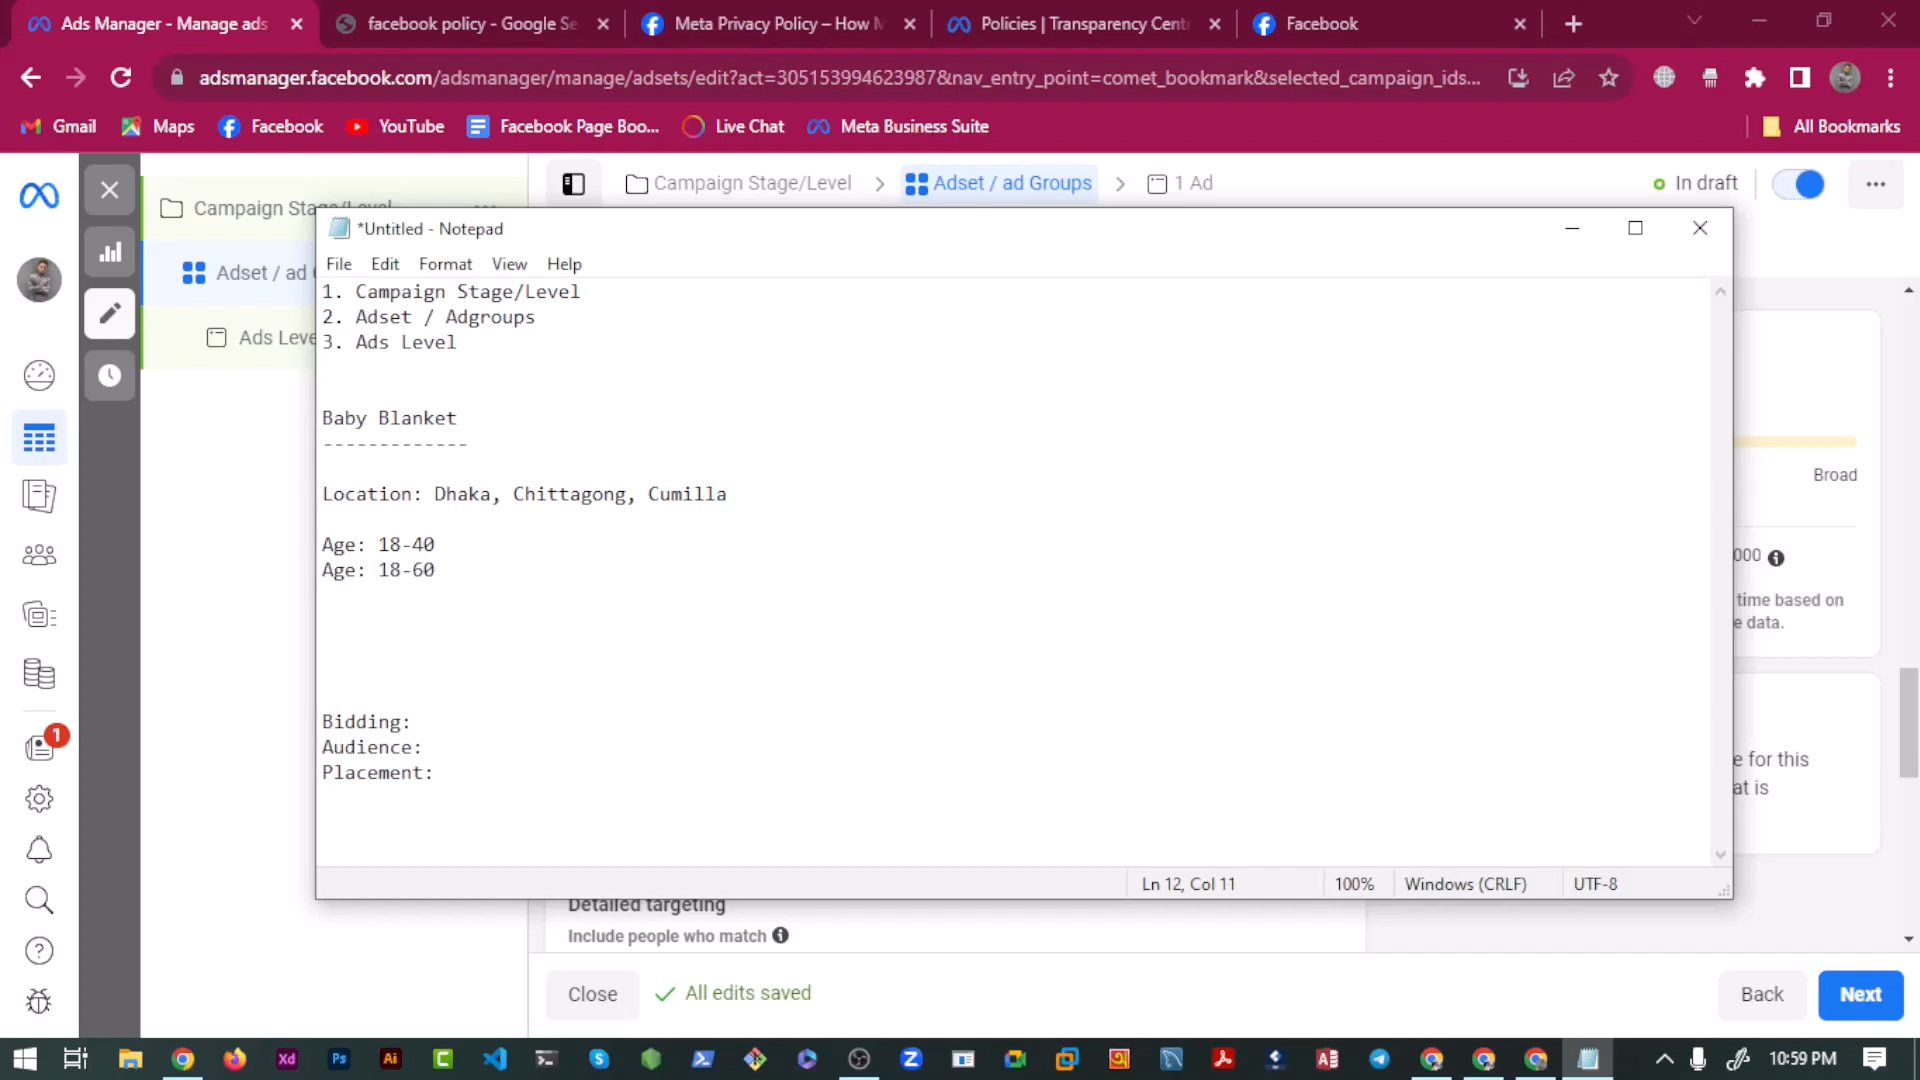 Ads Manager - Manage ads
facebook policy - Google Se
Meta Privacy Policy – How M
Policies | Transparency Cent
Facebook
adsmanager.facebook.com/adsmanager/manage/adsets/edit?act=305153994623987&nav_entry_point=comet_bookmark&selected_campaign_ids...
Gmail
Maps
Facebook
YouTube
Facebook Page Boo...
Live Chat
Meta Business Suite
All Bookmarks
Campaign Stage/Level
Adset / ad Groups
1 Ad
In draft
Campaign Stage/Level
Adset / ad
Ads Leve
*Untitled - Notepad
File Edit Format View Help
1. Campaign Stage/Level
2. Adset / Adgroups
3. Ads Level
Baby Blanket
-------------
Location: Dhaka, Chittagong, Cumilla
Age: 18-40
Age: 18-60
Bidding:
Audience:
Placement:
Ln 12, Col 11
100%
Windows (CRLF)
UTF-8
Broad
000
time based on
e data.
e for this
at is
1
Detailed targeting
Include people who match
Close
All edits saved
Back
Next
10:59 PM